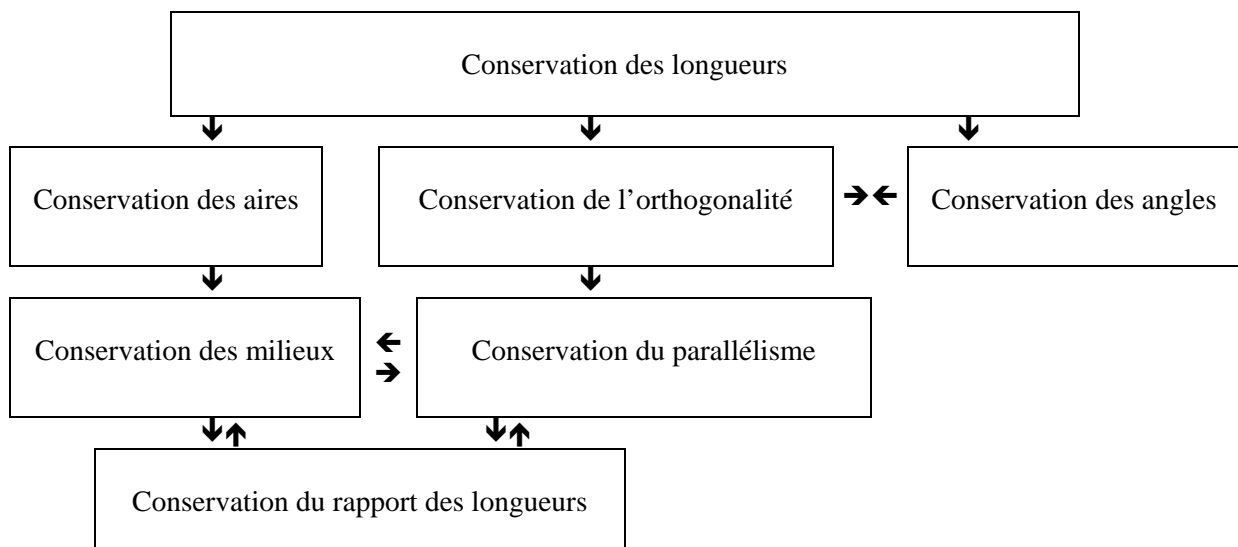 Conservation des longueurs
Conservation des aires
Conservation de l’orthogonalité
Conservation des angles
Conservation des milieux
Conservation du parallélisme
Conservation du rapport des longueurs